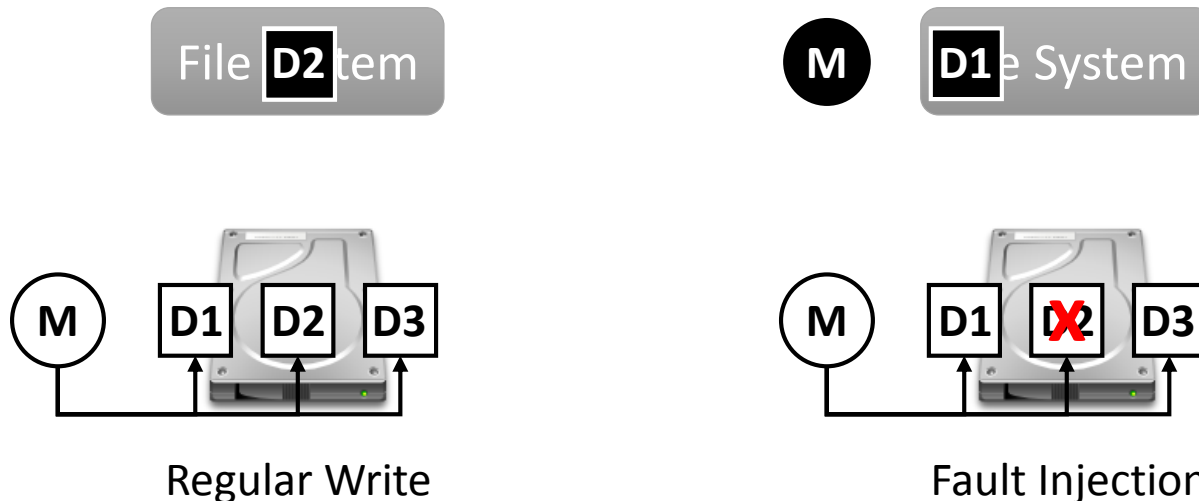 File D2 tem
M D1 e System
M D1 D2 D3
M D1 X D3
Regular Write
Fault Injection